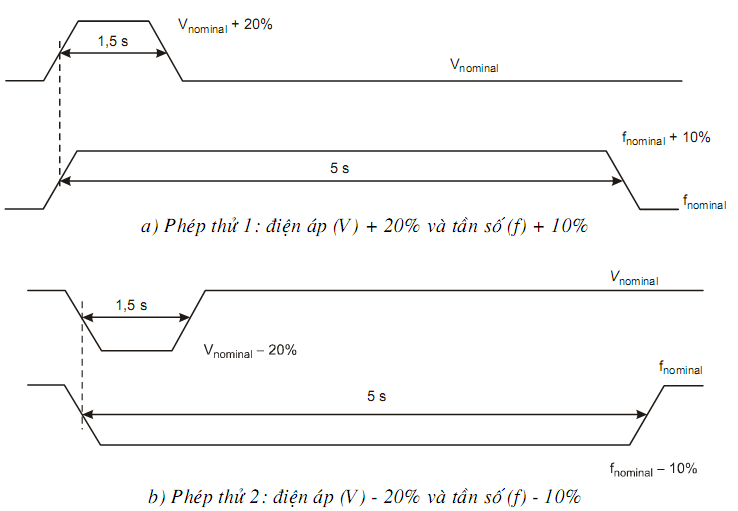 Vnominal + 20%
1,5 s
Vnominal
fnominal + 10%
5 s
fnominal
a) Phép thử 1: điện áp (V) + 20% và tần số (f) + 10%
Vnominal
1,5 s
Vnominal – 20%
fnominal
5 s
fnominal – 10%
b) Phép thử 2: điện áp (V) - 20% và tần số (f) - 10%